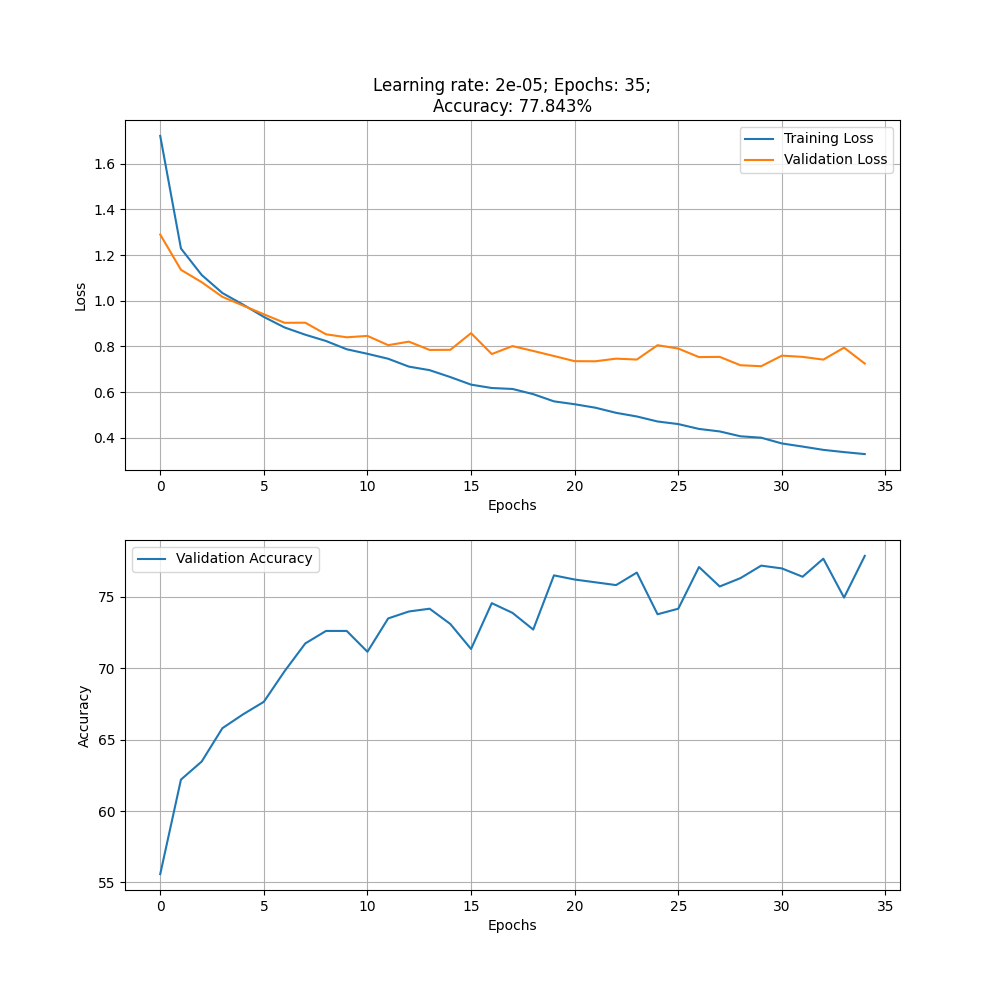 Learning rate: 2e-05; Epochs: 35;
Accuracy: 77.843%
Training Loss
Validation Loss
1.6
1.4
1.2
1.0
0.8
0.6
0.4
Loss
0 5 10 15 20 25 30 35
Epochs
Validation Accuracy
75
70
65
60
55
Accuracy
0 5 10 15 20 25 30 35
Epochs